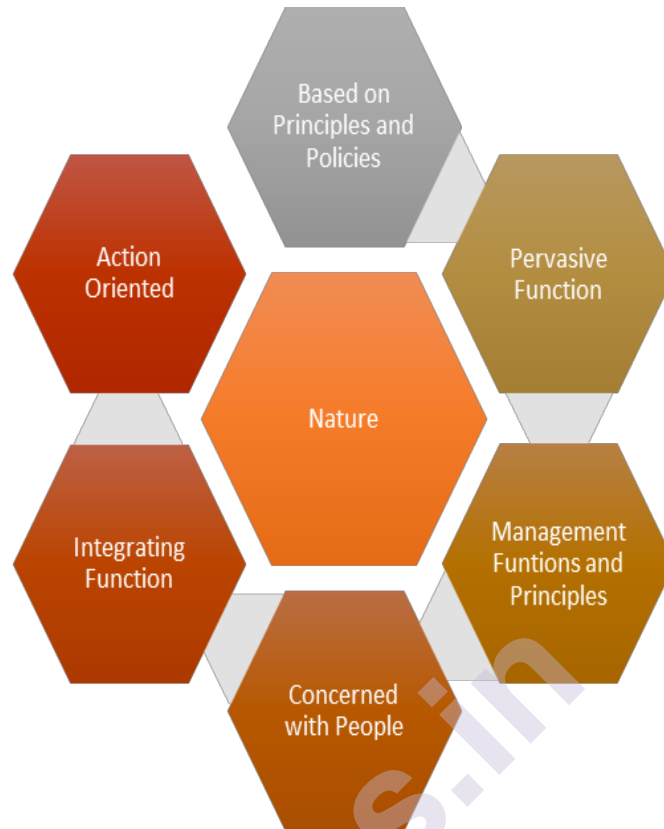 Based on
Principles and
Policies
Action
Oriented
Pervasive
Function
Nature
Integrating
Function
Management
Funtions and
Principles
Concerned
with People
s.in